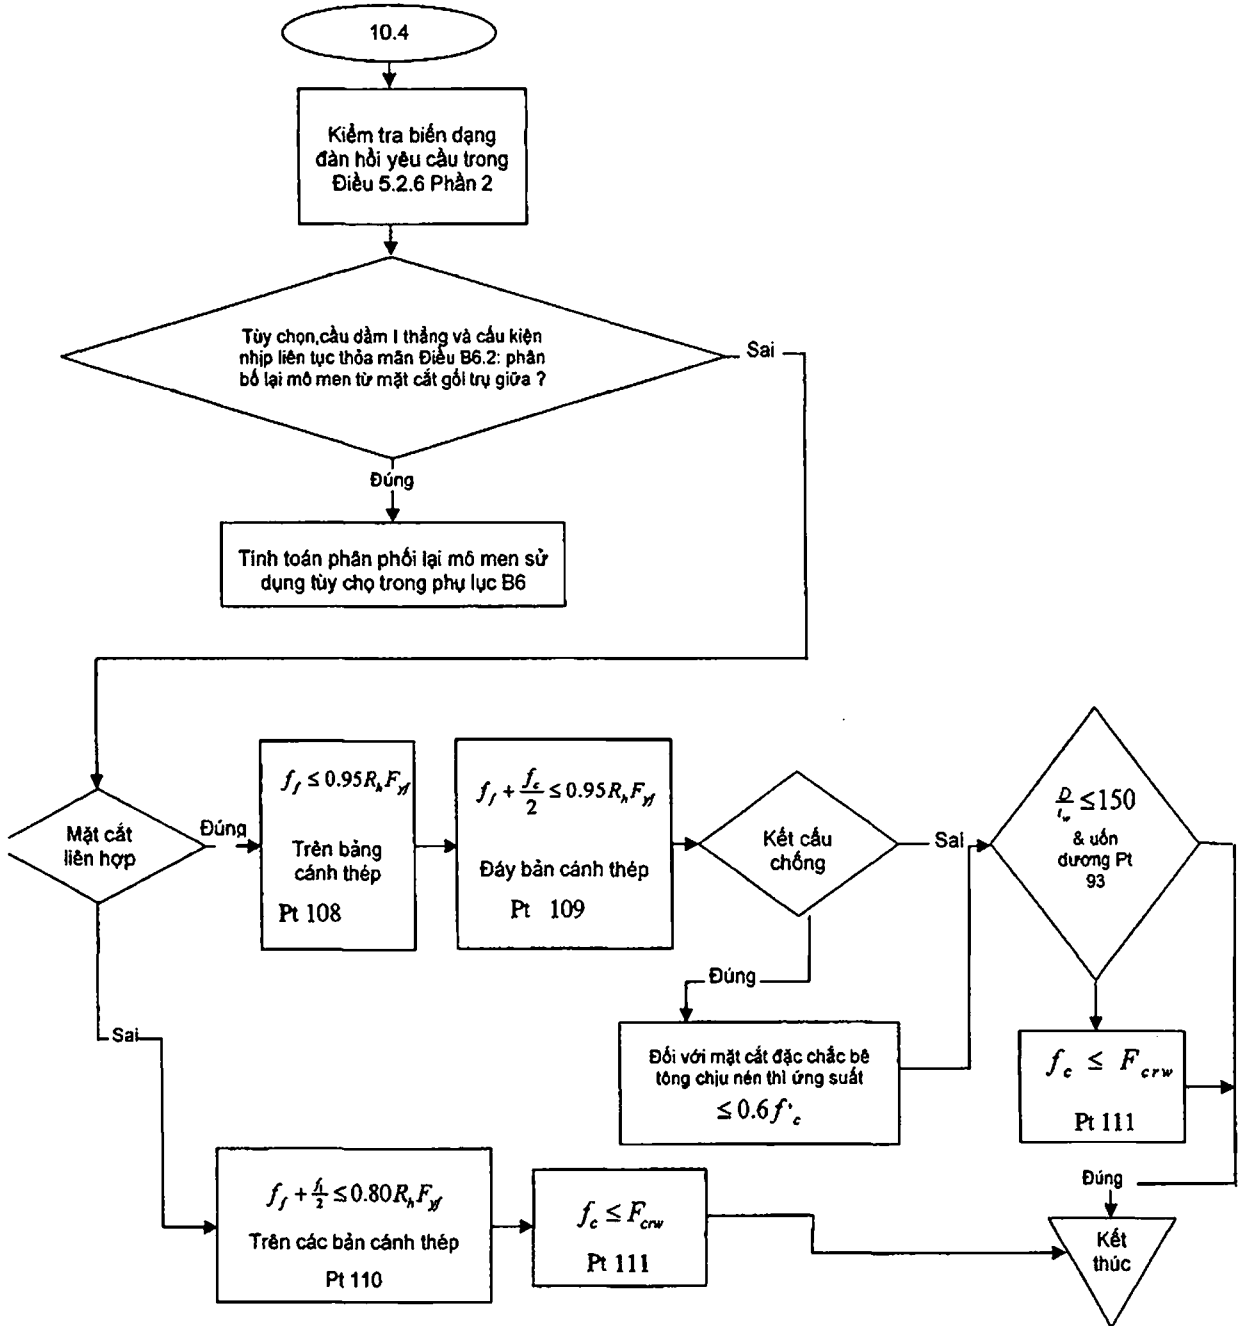 10.4
Kiểm tra biến dạng
đàn hồi yêu cầu trong
Điều 5.2.6 Phần 2
Tùy chọn,cầu dầm I thẳng và cấu kiện
nhịp liên tục thỏa mãn Điều B6.2: phân
bố lại mô men từ mặt cắt gối trụ giữa ?
Sai
Đúng
Tính toán phân phối lại mô men sử
dụng tùy chọ trong phụ lục B6
Mặt cắt
liên hợp
Đúng
f_f ≤ 0.95R_hF_yf
Trên bảng
cánh thép
Pt 108
f_f + f_c/2 ≤ 0.95R_hF_yf
Đáy bản cánh thép
Pt 109
Kết cấu
chống
Sai
D/t_w ≤ 150
& uốn
dương Pt
93
Đúng
Đối với mặt cắt đặc chắc bê
tông chịu nén thì ứng suất
≤ 0.6f'_c
f_c ≤ F_crw
Pt 111
Sai
f_f + f_l/2 ≤ 0.80R_hF_yf
Trên các bản cánh thép
Pt 110
f_c ≤ F_crw
Pt 111
Đúng
Kết
thúc